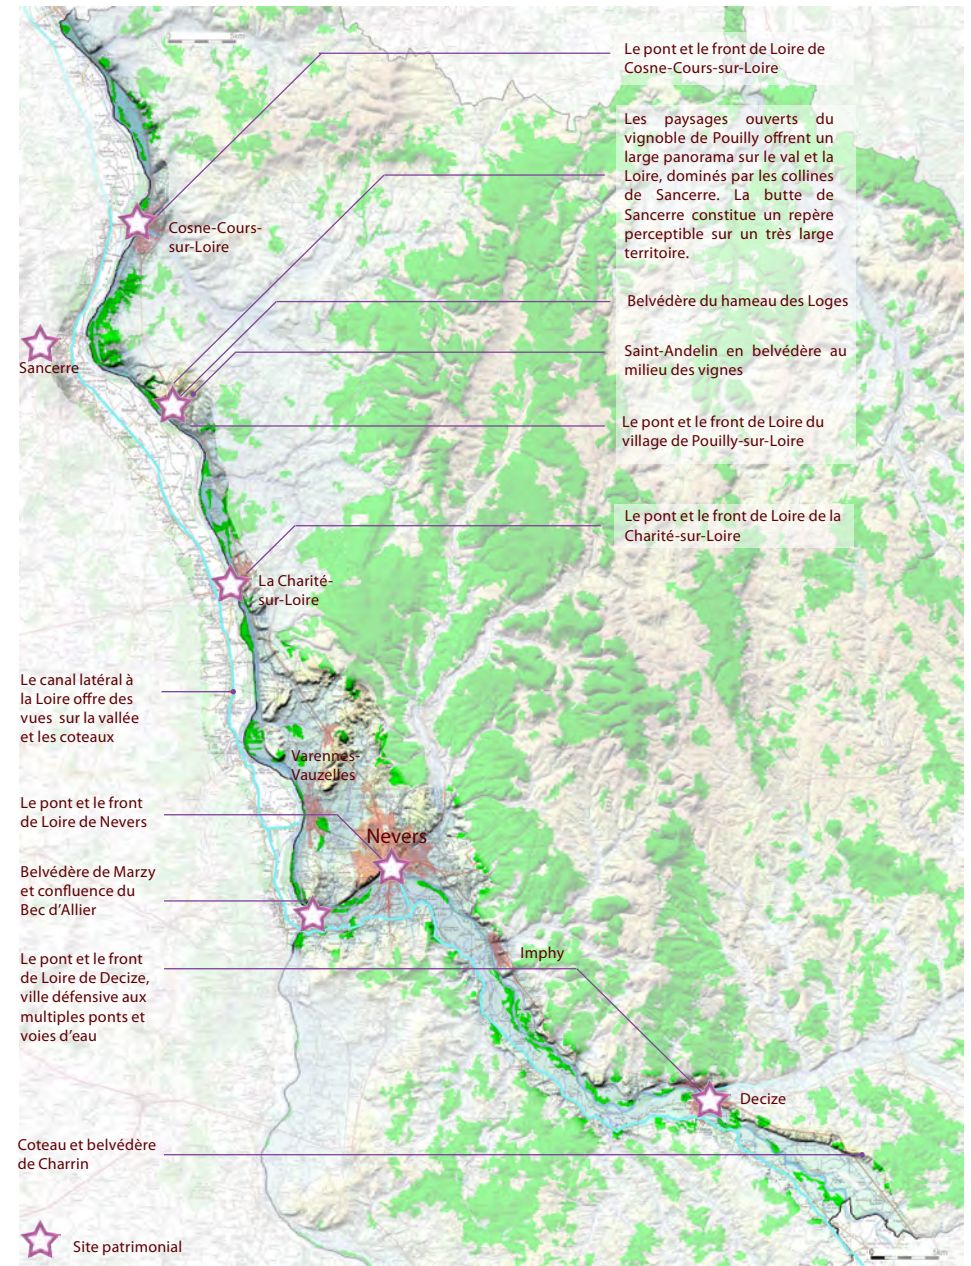 Le pont et le front de Loire de
Cosne-Cours-sur-Loire
Les paysages ouverts du
vignoble de Pouilly offrent un
large panorama sur le val et la
Loire, dominés par les collines
de Sancerre. La butte de
Sancerre constitue un repère
perceptible sur un très large
territoire.
Cosne-Cours-
sur-Loire
Belvédère du hameau des Loges
Sancerre
Saint-Andelin en belvédère au
milieu des vignes
Le pont et le front de Loire du
village de Pouilly-sur-Loire
Le pont et le front de Loire de la
Charité-sur-Loire
La Charité-
sur-Loire
Le canal latéral à
la Loire offre des
vues sur la vallée
et les coteaux
Varennes-
Vauzelles
Le pont et le front
de Loire de Nevers
Nevers
Belvédère de Marzy
et confluence du
Bec d'Allier
Le pont et le front
de Loire de Decize,
ville défensive aux
multiples ponts et
voies d'eau
Imphy
Decize
Coteau et belvédère
de Charrin
Site patrimonial
0 5km